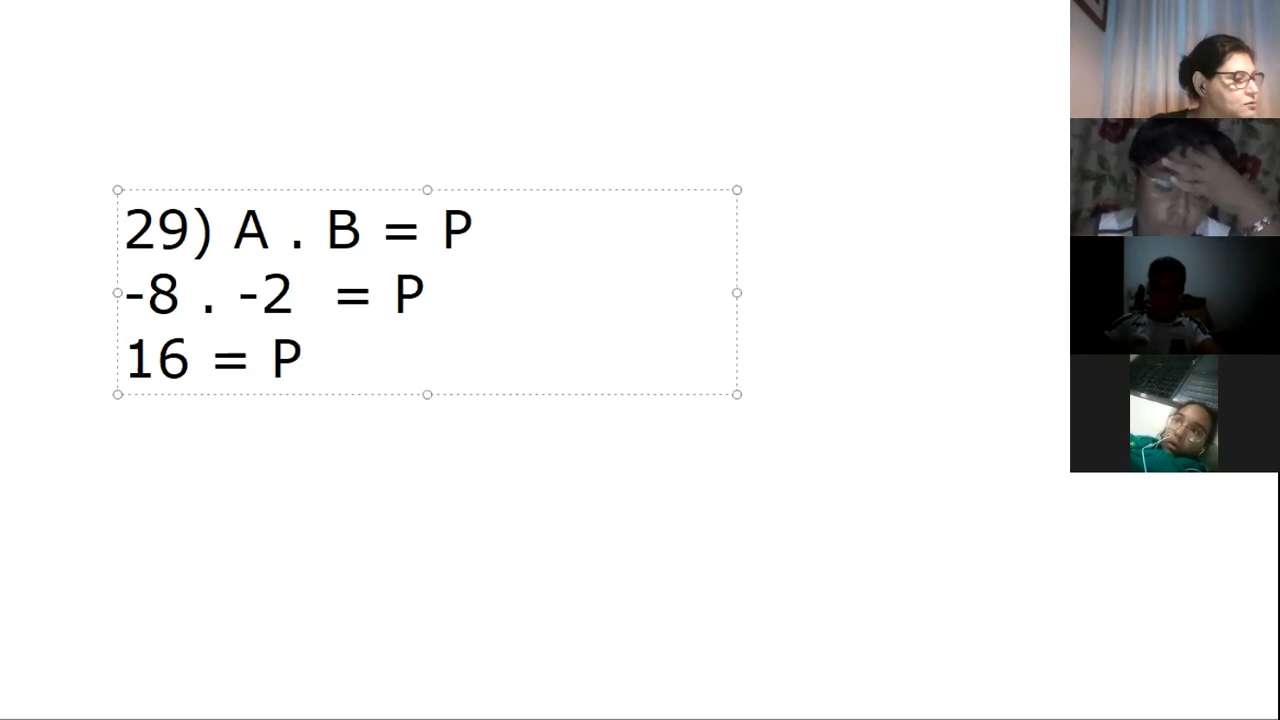 29) A . B = P
-8 . -2 = P
16 = P